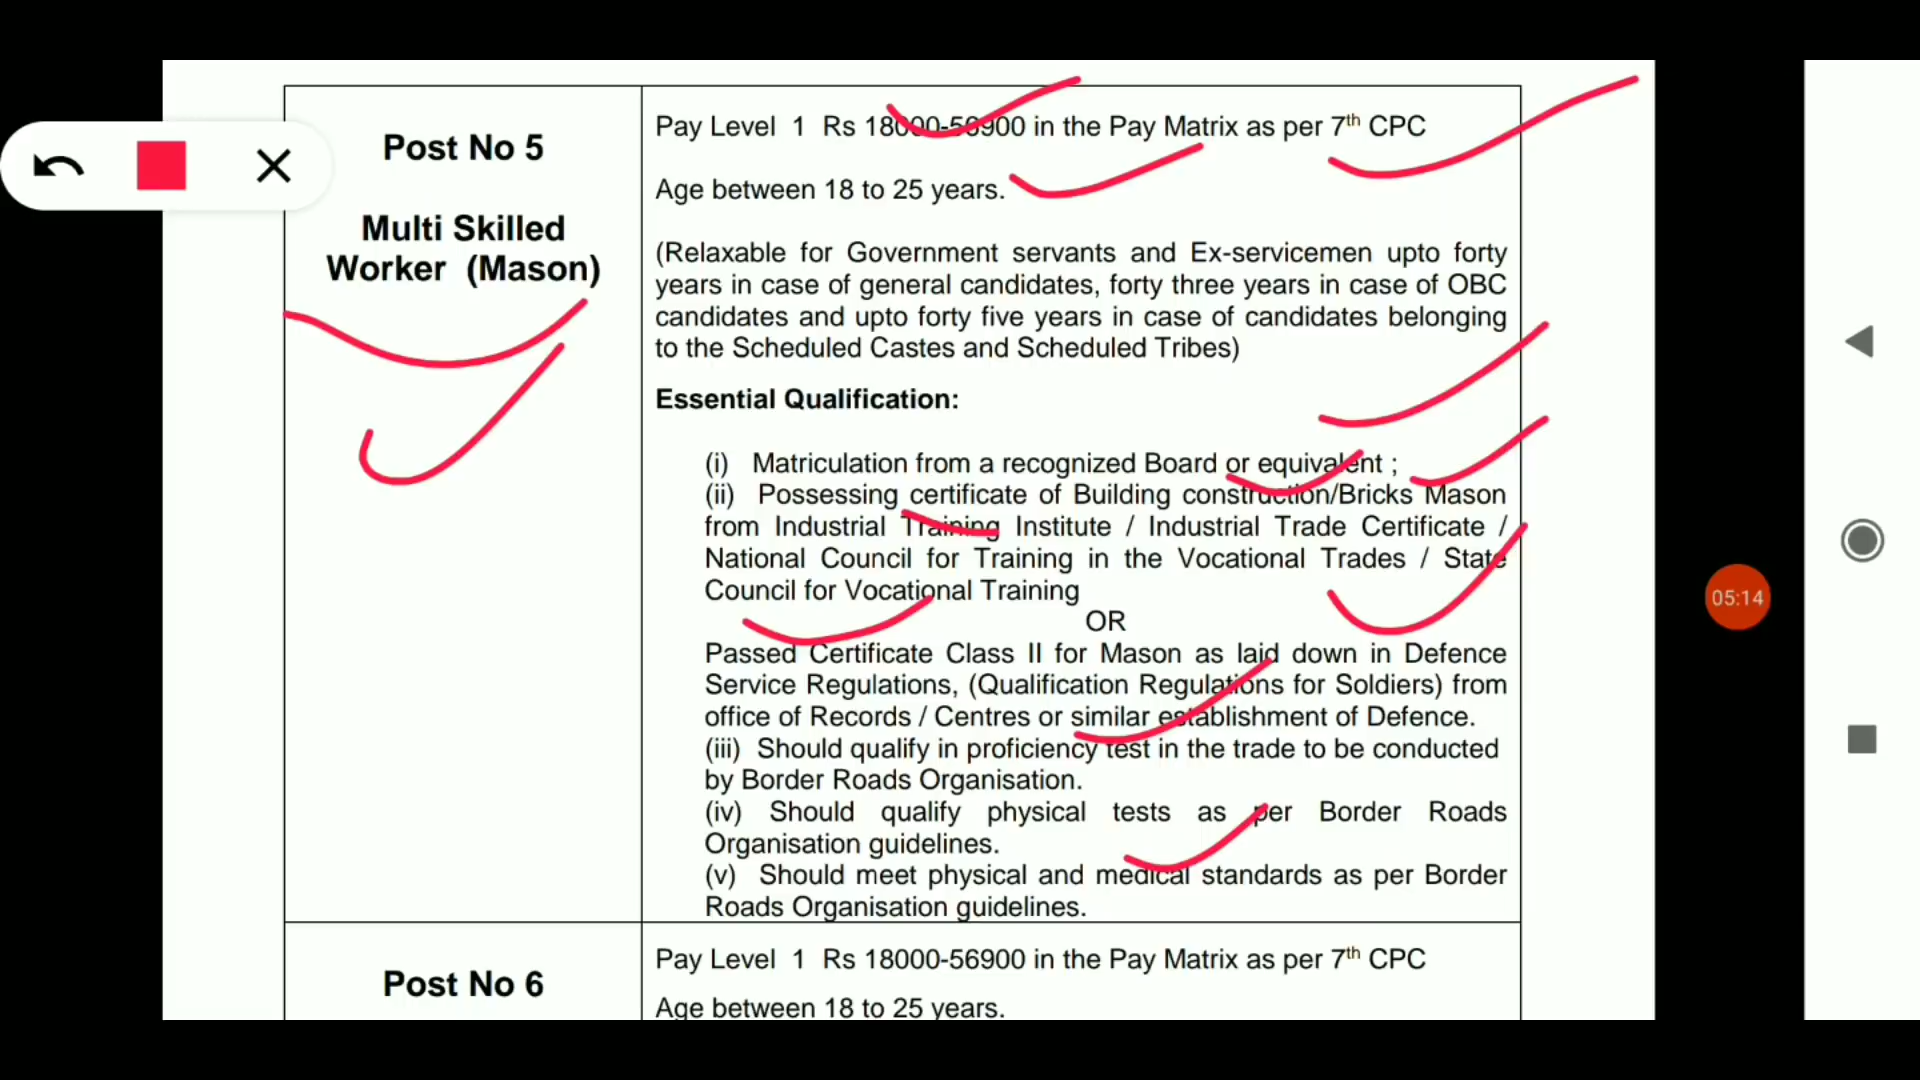 Post No 5
Multi Skilled
Worker (Mason)
Pay Level 1 Rs 18000-56900 in the Pay Matrix as per 7th CPC
Age between 18 to 25 years.
(Relaxable for Government servants and Ex-servicemen upto forty
years in case of general candidates, forty three years in case of OBC
candidates and upto forty five years in case of candidates belonging
to the Scheduled Castes and Scheduled Tribes)
Essential Qualification:
(i) Matriculation from a recognized Board or equivalent ;
(ii) Possessing certificate of Building construction/Bricks Mason
from Industrial Training Institute / Industrial Trade Certificate /
National Council for Training in the Vocational Trades / State
Council for Vocational Training
OR
Passed Certificate Class II for Mason as laid down in Defence
Service Regulations, (Qualification Regulations for Soldiers) from
office of Records / Centres or similar establishment of Defence.
(iii) Should qualify in proficiency test in the trade to be conducted
by Border Roads Organisation.
(iv) Should qualify physical tests as per Border Roads
Organisation guidelines.
(v) Should meet physical and medical standards as per Border
Roads Organisation guidelines.
Post No 6
Pay Level 1 Rs 18000-56900 in the Pay Matrix as per 7th CPC
Age between 18 to 25 years.
05:14